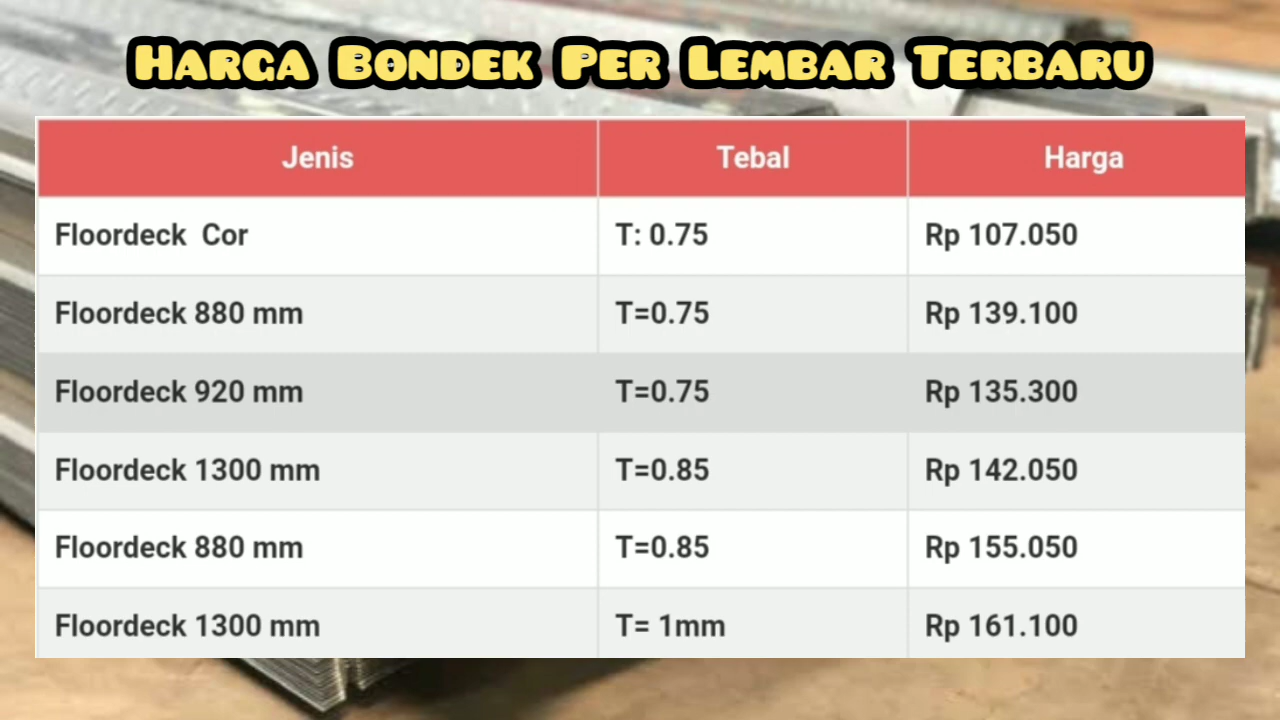 Harga Bondek Per Lembar Terbaru
Jenis Tebal Harga
Floordeck Cor T: 0.75 Rp 107.050
Floordeck 880 mm T=0.75 Rp 139.100
Floordeck 920 mm T=0.75 Rp 135.300
Floordeck 1300 mm T=0.85 Rp 142.050
Floordeck 880 mm T=0.85 Rp 155.050
Floordeck 1300 mm T= 1mm Rp 161.100